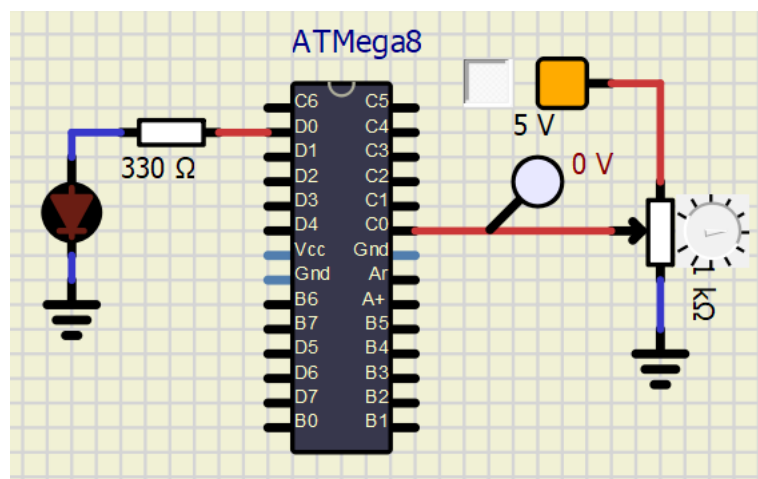 ATMega8
5 V
0 V
330 Ω
1 kΩ
C6 C5
D0 C4
D1 C3
D2 C2
D3 C1
D4 C0
Vcc Gnd
Gnd Ar
B6 A+
B7 B5
D5 B4
D6 B3
D7 B2
B0 B1